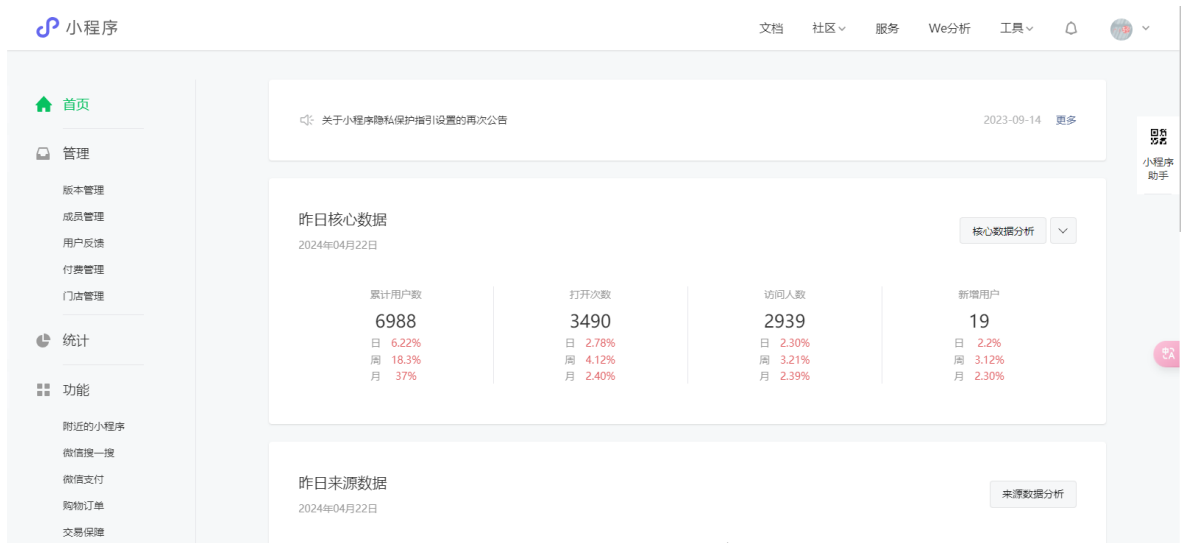 小程序
文档 社区 服务 We分析 工具
首页
管理
版本管理
成员管理
用户反馈
付费管理
门店管理
统计
功能
附近的小程序
微信搜一搜
微信支付
购物订单
交易保障
关于小程序隐私保护指引设置的再次公告 2023-09-14 更多
昨日核心数据
2024年04月22日
核心数据分析
累计用户数 打开次数 访问人数 新增用户
6988 3490 2939 19
日 6.22% 日 2.78% 日 2.30% 日 2.2%
周 18.3% 周 4.12% 周 3.21% 周 3.12%
月 37% 月 2.40% 月 2.39% 月 2.30%
昨日来源数据
2024年04月22日
来源数据分析
小程序
助手